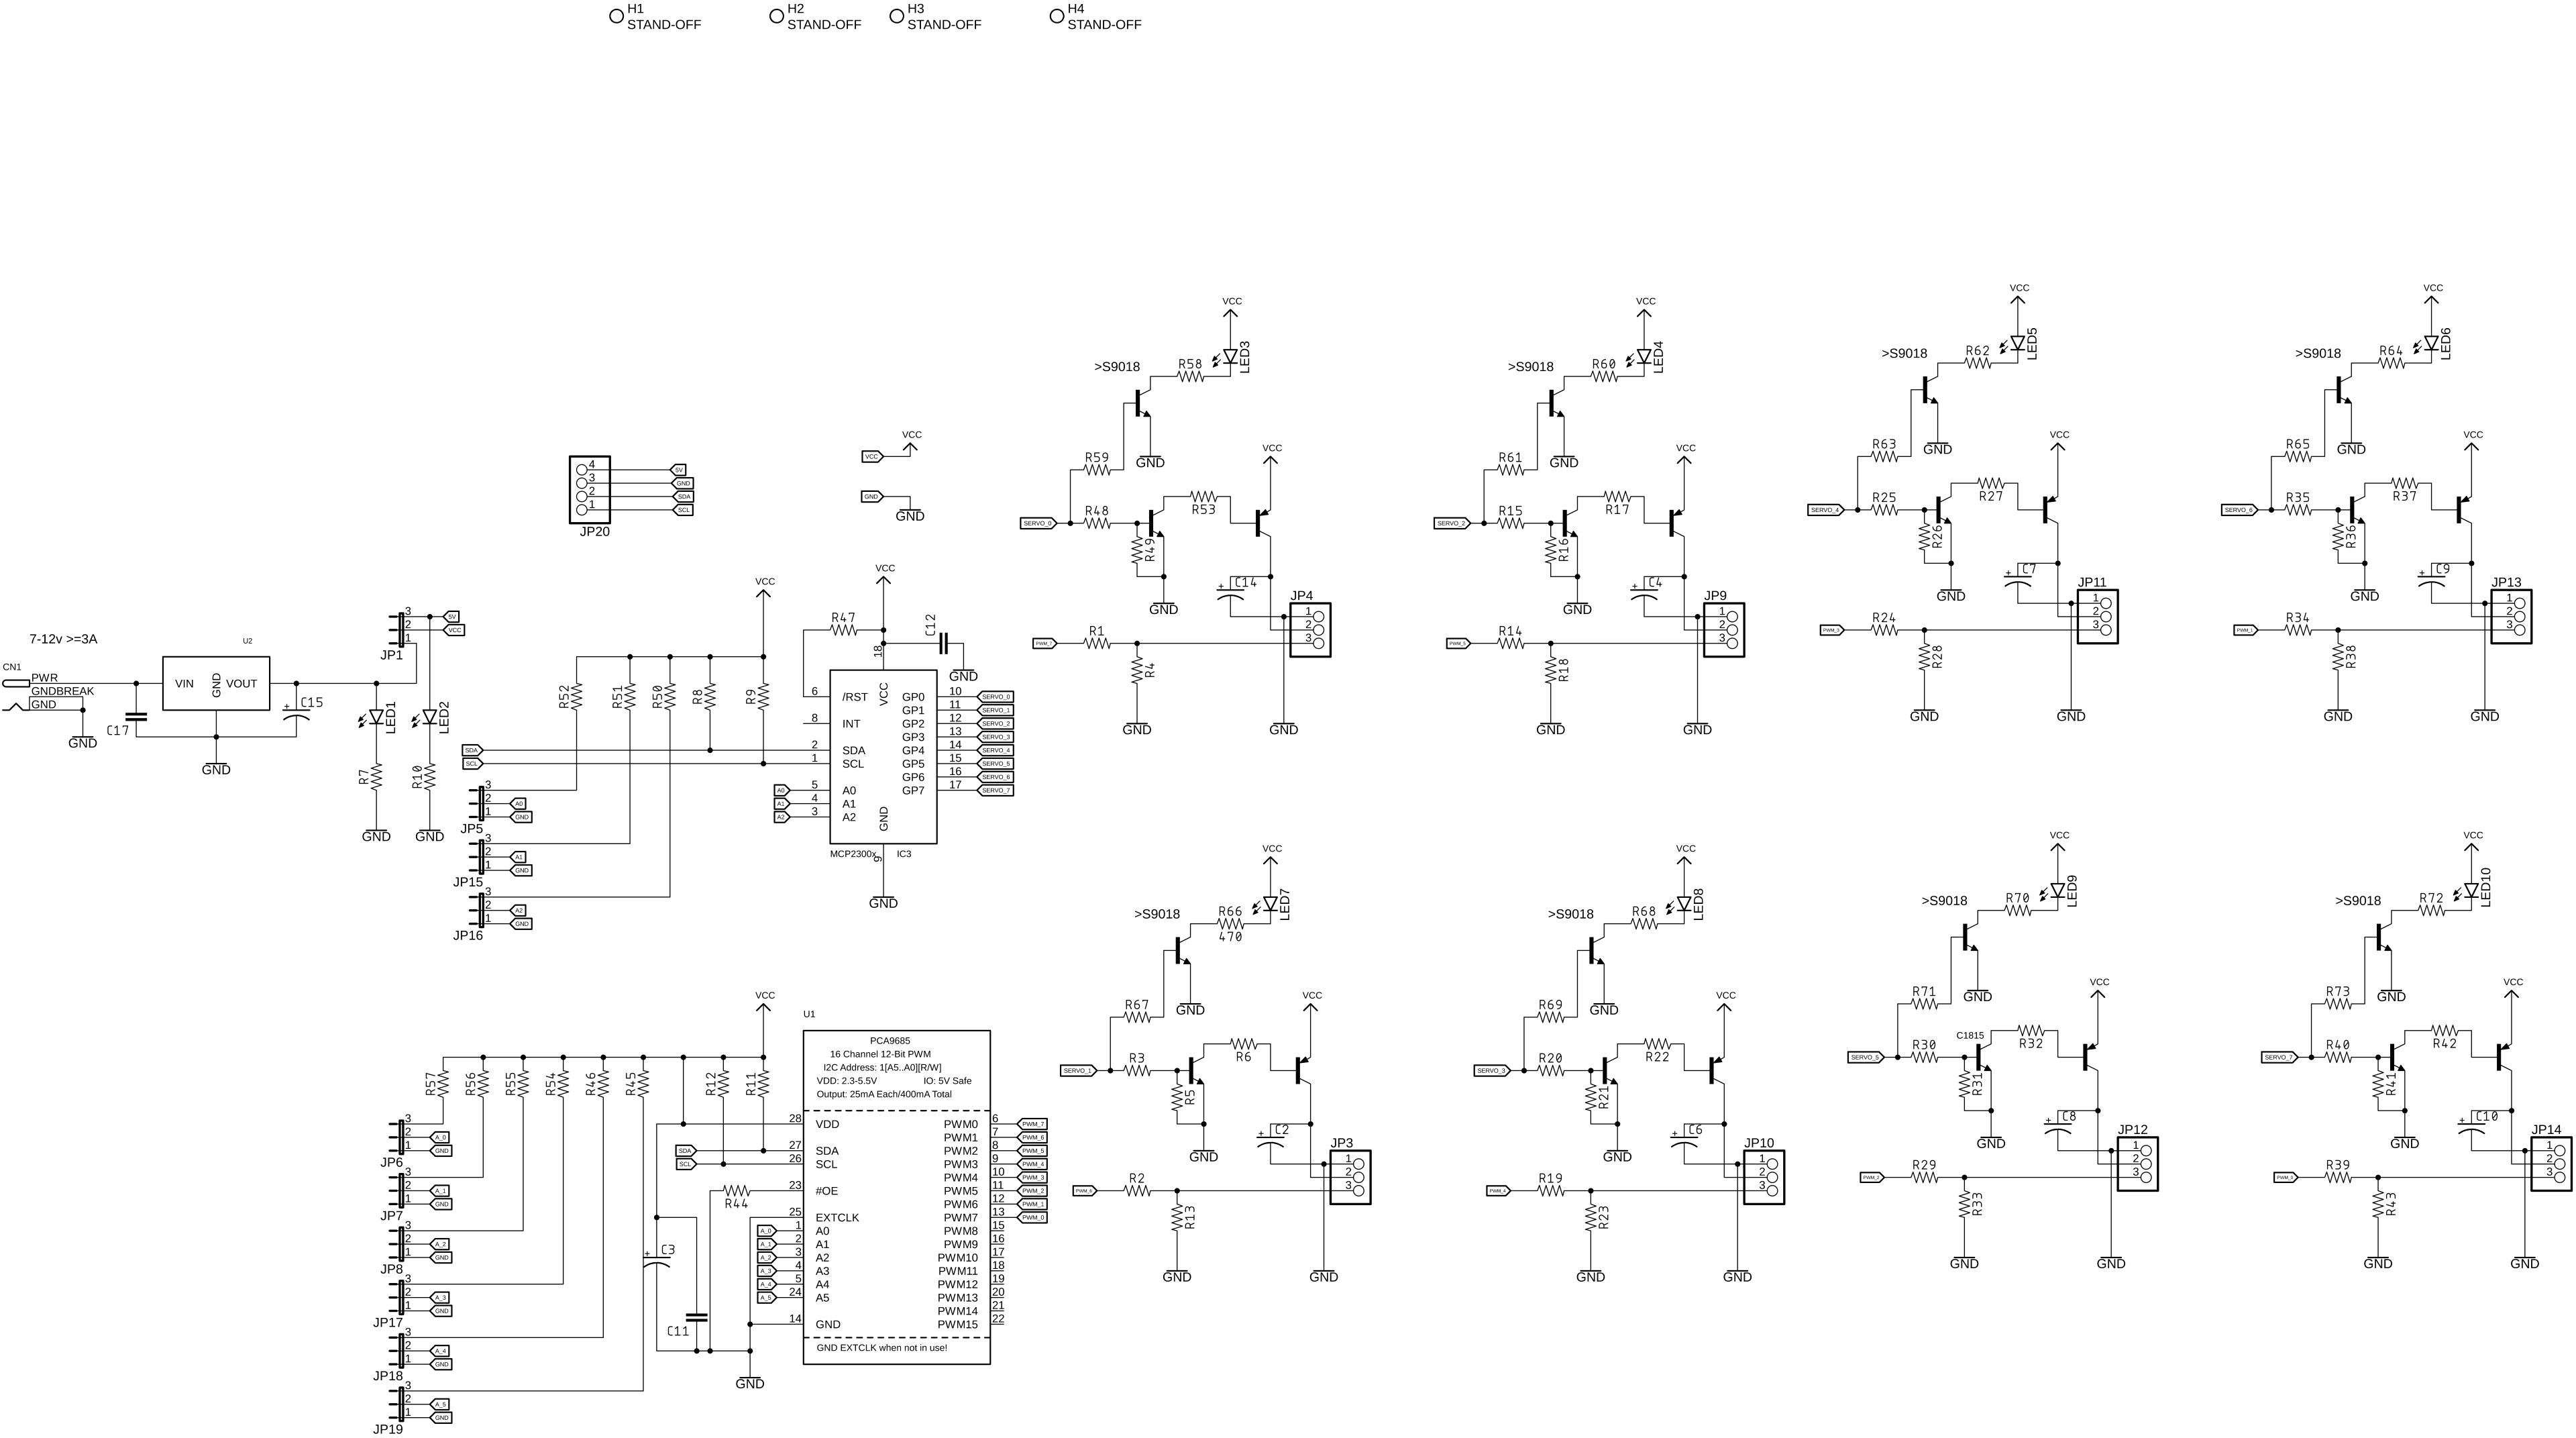 H1
STAND-OFF
H2
STAND-OFF
H3
STAND-OFF
H4
STAND-OFF
7-12v >=3A
CN1
PWR
GNDBREAK
GND
GND
C17
U2
VIN
GND
VOUT
GND
C15
3
2
1
JP1
5V
VCC
LED1
LED2
R7
R10
GND
GND
4
3
2
1
JP20
5V
GND
SDA
SCL
VCC
VCC
GND
GND
VCC
R52
R51
R50
R8
R9
SDA
SCL
3
2
1
JP5
A0
GND
3
2
1
JP15
A1
GND
3
2
1
JP16
A2
GND
VCC
R47
C12
GND
18
6
/RST
VCC
8
INT
2
SDA
1
SCL
A0
5
A0
A1
4
A1
A2
3
A2
GND
GP0
10
SERVO_0
GP1
11
SERVO_1
GP2
12
SERVO_2
GP3
13
SERVO_3
GP4
14
SERVO_4
GP5
15
SERVO_5
GP6
16
SERVO_6
GP7
17
SERVO_7
MCP2300x
9
IC3
GND
VCC
R57
R56
R55
R54
R46
R45
R12
R11
3
2
1
JP6
A_0
GND
3
2
1
JP7
A_1
GND
3
2
1
JP8
A_2
GND
3
2
1
JP17
A_3
GND
3
2
1
JP18
A_4
GND
3
2
1
JP19
A_5
GND
SDA
SCL
R44
+
C3
C11
GND
U1
PCA9685
16 Channel 12-Bit PWM
I2C Address: 1[A5..A0][R/W]
VDD: 2.3-5.5V
IO: 5V Safe
Output: 25mA Each/400mA Total
28
VDD
27
SDA
26
SCL
23
#OE
25
EXTCLK
A_0
1
A0
A_1
2
A1
A_2
3
A2
A_3
4
A3
A_4
5
A4
A_5
24
A5
14
GND
PWM0
6
PWM_7
PWM1
7
PWM_6
PWM2
8
PWM_5
PWM3
9
PWM_4
PWM4
10
PWM_3
PWM5
11
PWM_2
PWM6
12
PWM_1
PWM7
13
PWM_0
PWM8
15
PWM9
16
PWM10
17
PWM11
18
PWM12
19
PWM13
20
PWM14
21
PWM15
22
GND EXTCLK when not in use!
VCC
LED3
R58
>S9018
GND
R59
VCC
SERVO_0
R48
R53
R49
GND
+
C14
JP4
1
2
3
R1
R4
GND
GND
VCC
LED4
R60
>S9018
GND
R61
VCC
SERVO_2
R15
R17
R16
GND
+
C4
JP9
1
2
3
R14
R18
GND
GND
VCC
LED5
R62
>S9018
GND
R63
VCC
SERVO_4
R25
R27
R26
GND
+
C7
JP11
1
2
3
R24
R28
GND
GND
VCC
LED6
R64
>S9018
GND
R65
VCC
SERVO_6
R35
R37
R36
GND
+
C9
JP13
1
2
3
R34
R38
GND
GND
VCC
LED7
R66
470
>S9018
GND
R67
VCC
SERVO_1
R3
R6
R5
GND
+
C2
JP3
1
2
3
R2
R13
GND
GND
VCC
LED8
R68
>S9018
GND
R69
VCC
SERVO_3
R20
R22
R21
GND
+
C6
JP10
1
2
3
R19
R23
GND
GND
VCC
LED9
R70
>S9018
GND
R71
VCC
SERVO_5
R30
C1815
R32
R31
GND
+
C8
JP12
1
2
3
R29
R33
GND
GND
VCC
LED10
R72
>S9018
GND
R73
VCC
SERVO_7
R40
R42
R41
GND
+
C10
JP14
1
2
3
R39
R43
GND
GND